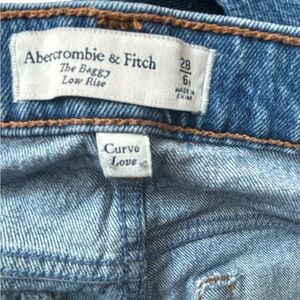 Abercrombie & Fitch
The Baggy
Low Rise
28
6
MADE IN
CHINA
Curve
Love